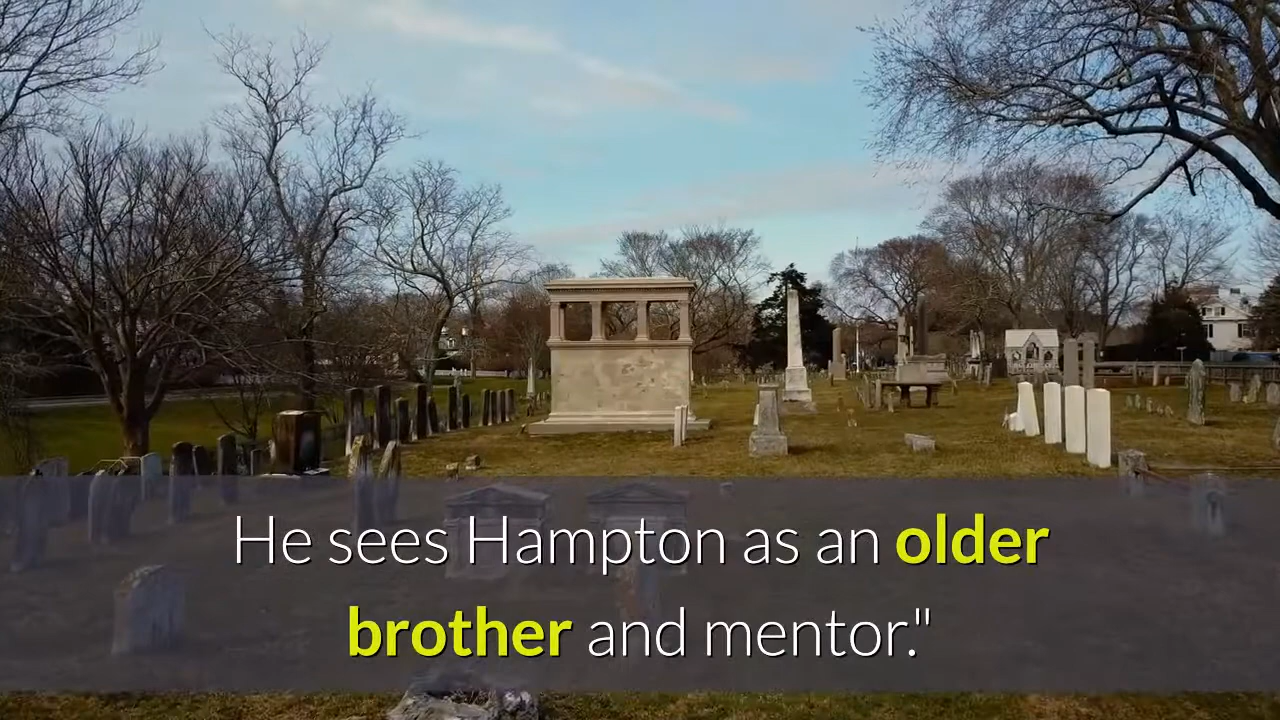 He sees Hampton as an older
brother and mentor."